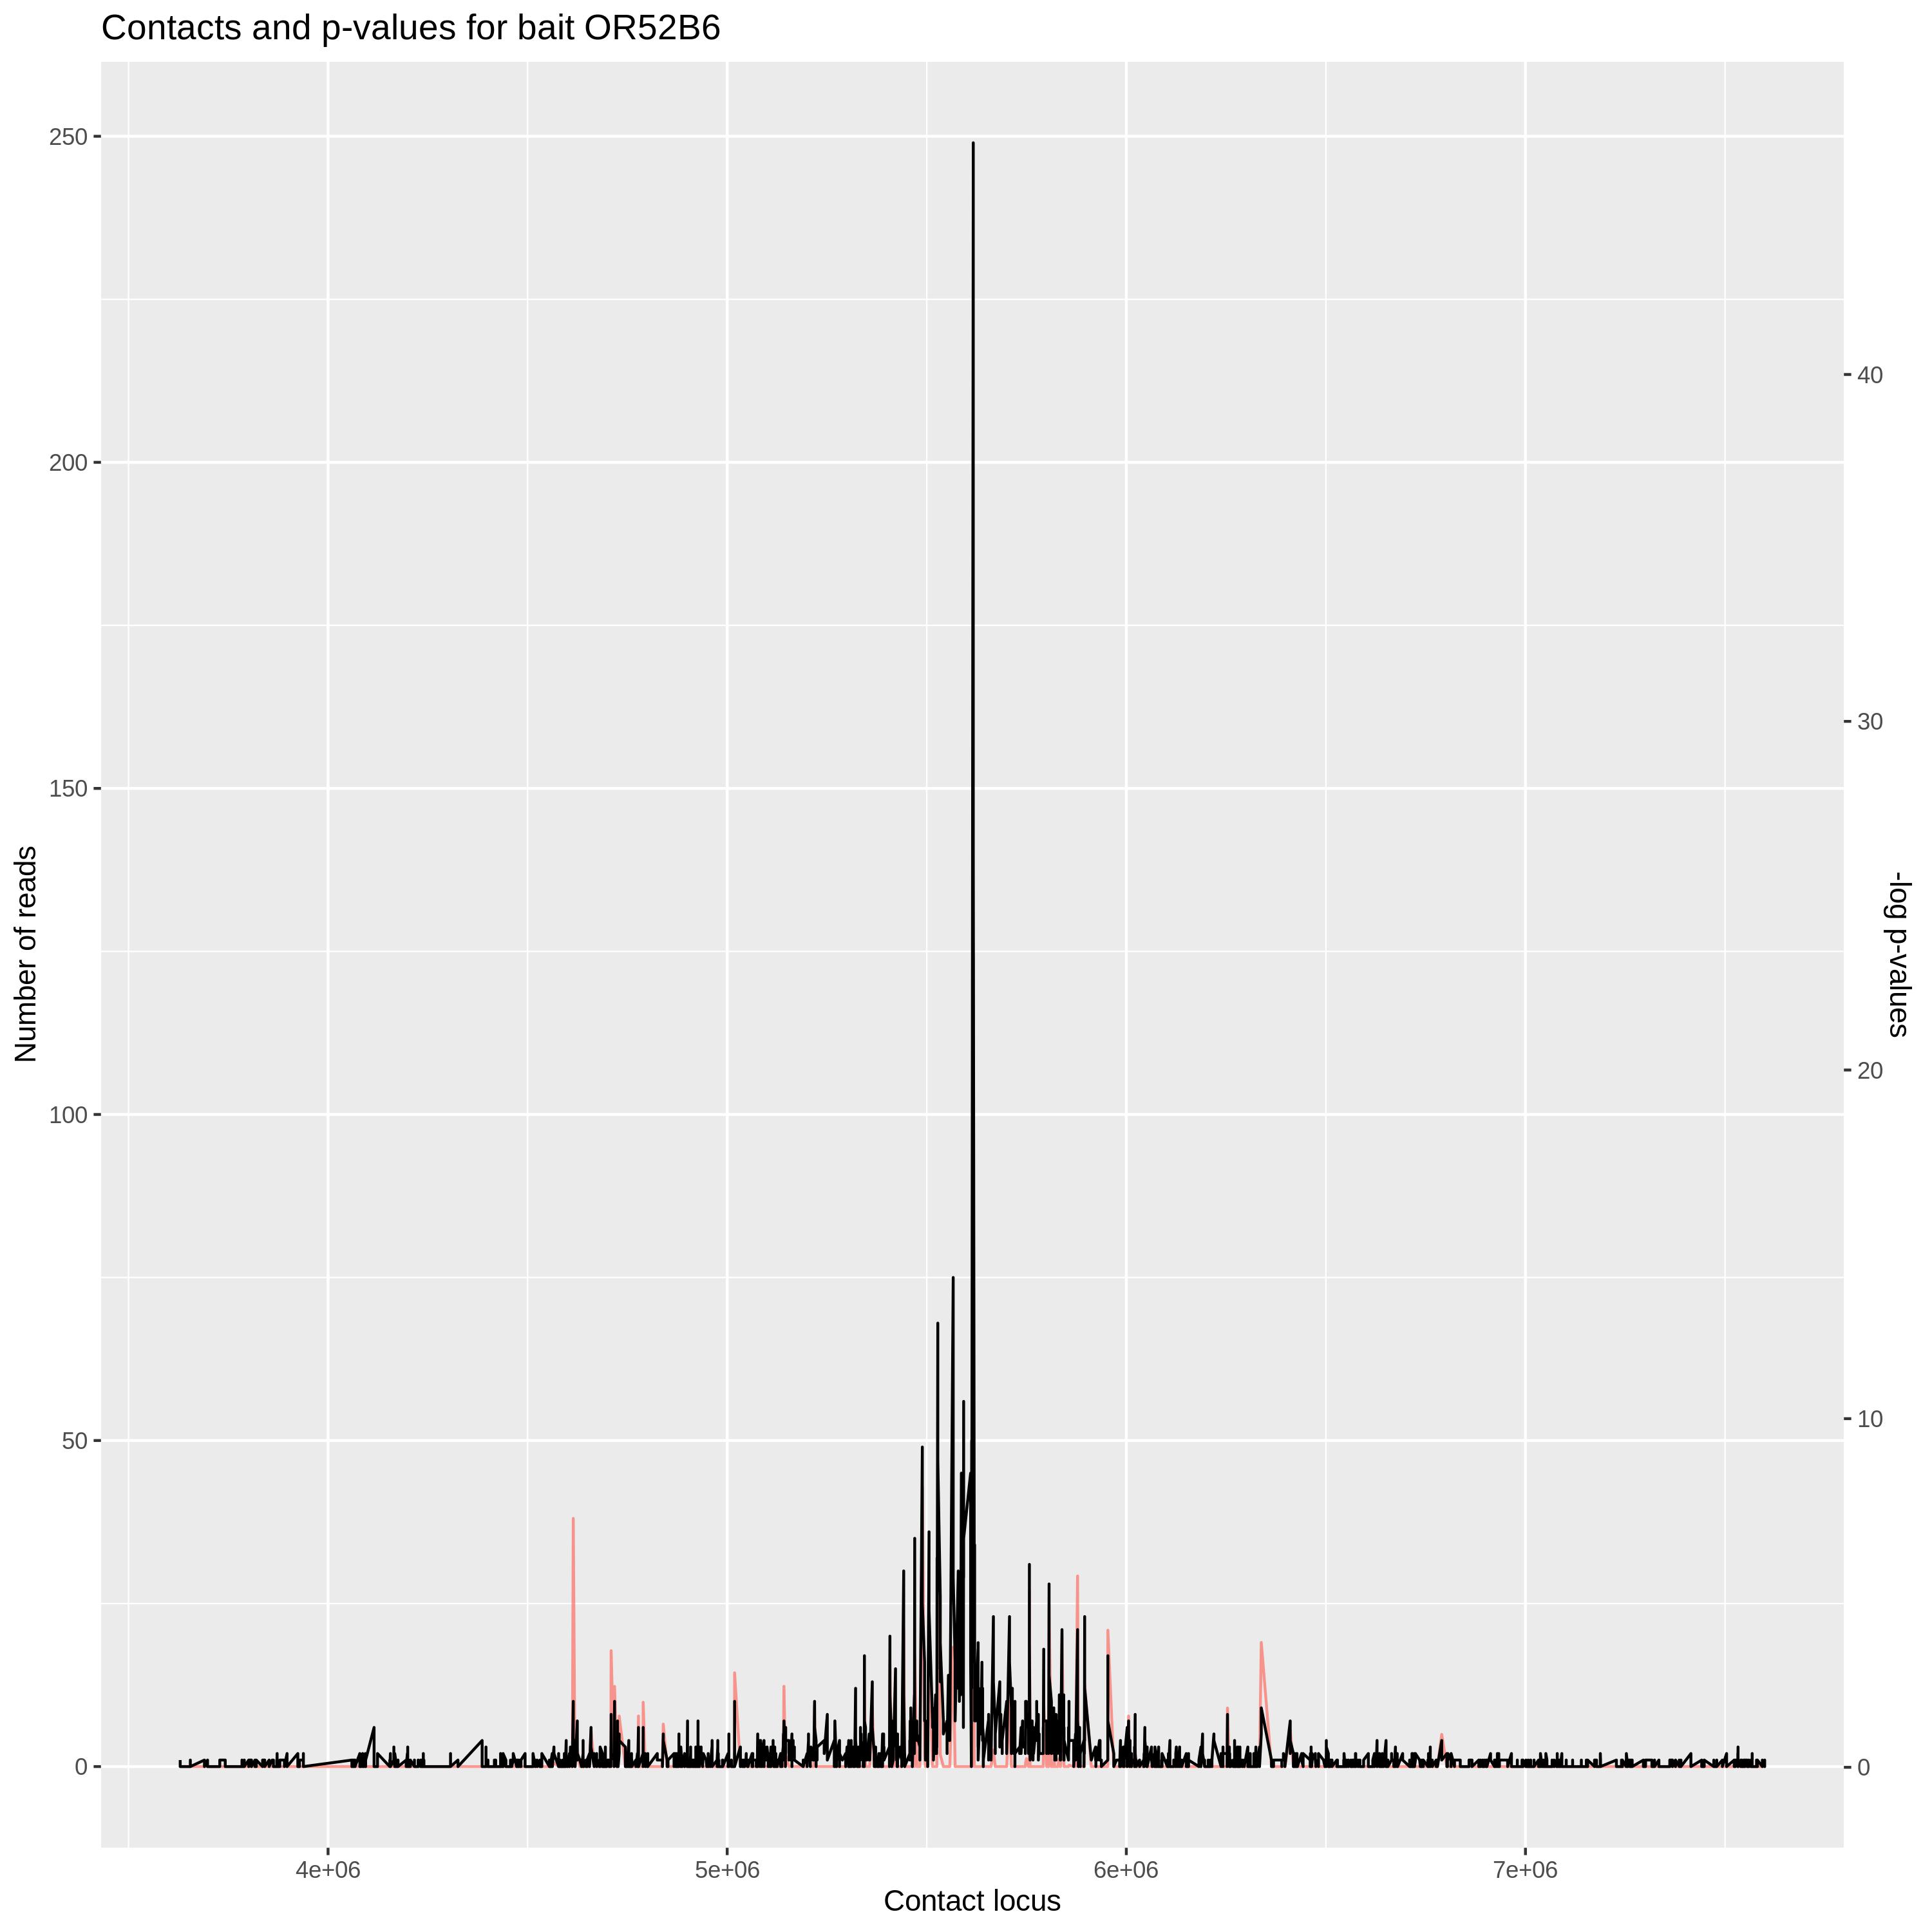 Contacts and p-values for bait OR52B6
250
200
150
100
50
0
40
30
20
10
0
Number of reads
-log p-values
4e+06
5e+06
6e+06
7e+06
Contact locus